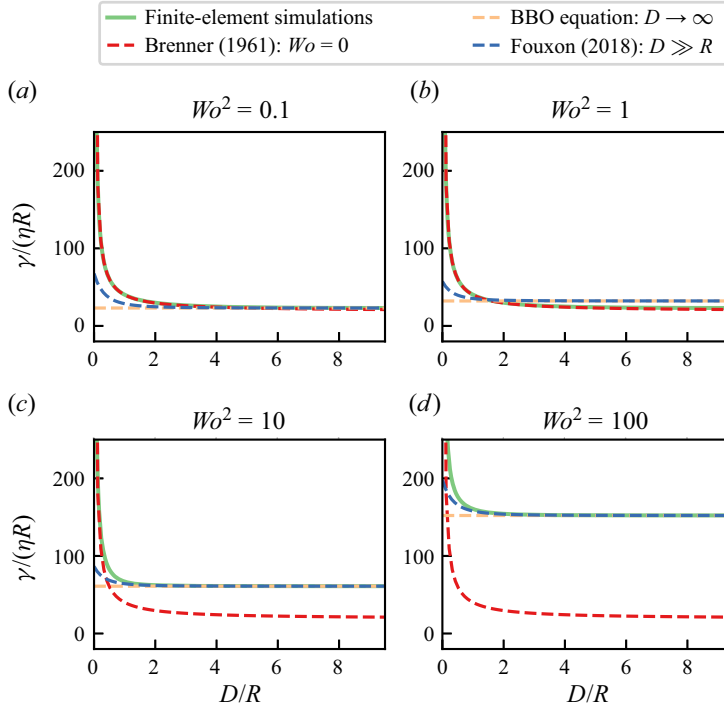 Finite-element simulations
BBO equation: D → ∞
Brenner (1961): Wo = 0
Fouxon (2018): D ≫ R
(a)
(b)
Wo² = 0.1
Wo² = 1
200
200
γ/(ηR)
γ/(ηR)
100
100
0
0
0 2 4 6 8
0 2 4 6 8
(c)
(d)
Wo² = 10
Wo² = 100
200
200
γ/(ηR)
γ/(ηR)
100
100
0
0
0 2 4 6 8
0 2 4 6 8
D/R
D/R